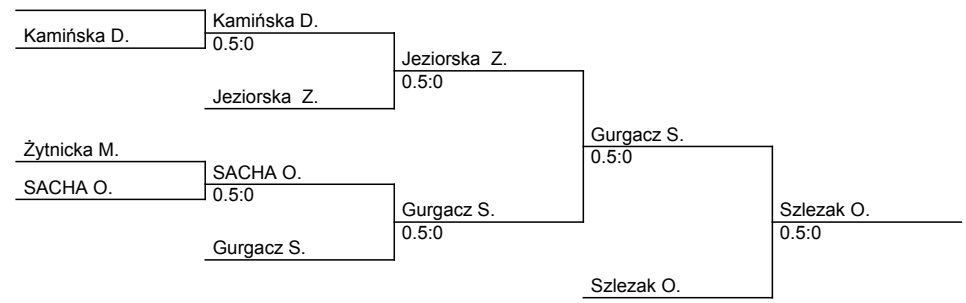 Kamińska D.
Kamińska D.
0.5:0
Jeziorska  Z.
0.5:0
Jeziorska  Z.
Gurgacz S.
0.5:0
Żytnicka M.
SACHA O.
SACHA O.
0.5:0
Gurgacz S.
0.5:0
Szlezak O.
0.5:0
Gurgacz S.
Szlezak O.